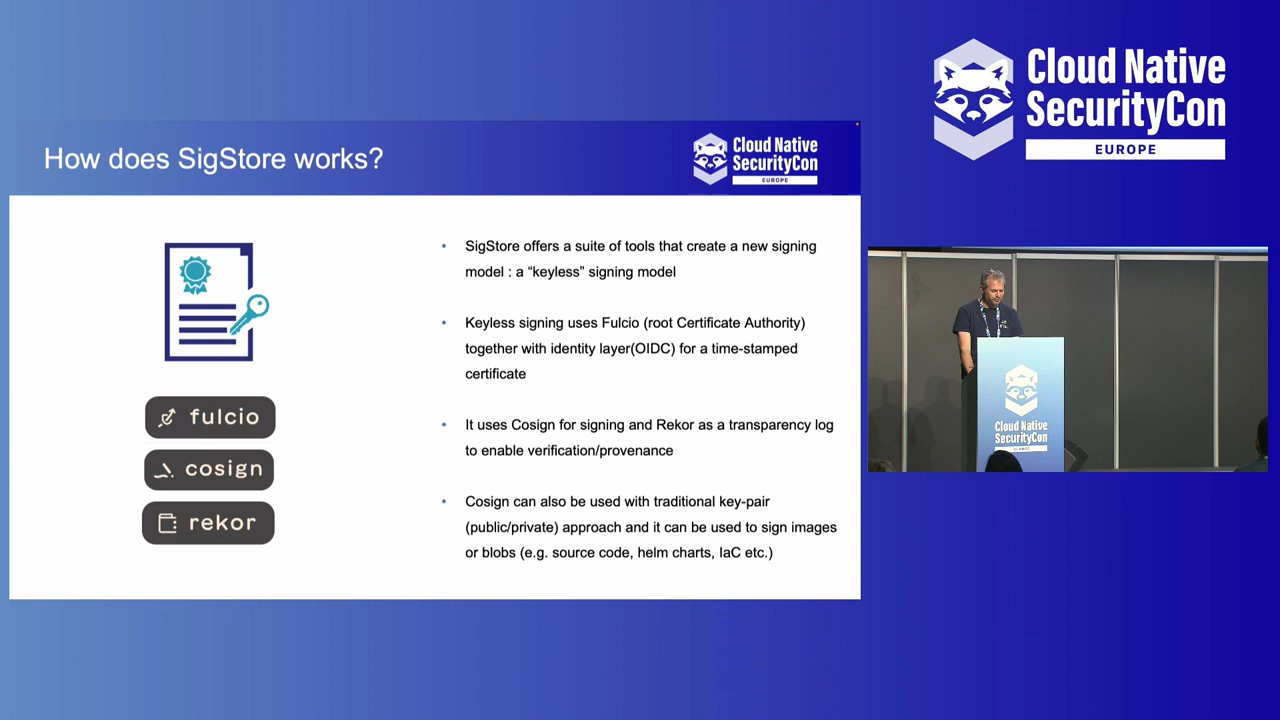 How does SigStore works?
Cloud Native
SecurityCon
EUROPE
fulcio
cosign
rekor
• SigStore offers a suite of tools that create a new signing
model : a “keyless” signing model
• Keyless signing uses Fulcio (root Certificate Authority)
together with identity layer(OIDC) for a time-stamped
certificate
• It uses Cosign for signing and Rekor as a transparency log
to enable verification/provenance
• Cosign can also be used with traditional key-pair
(public/private) approach and it can be used to sign images
or blobs (e.g. source code, helm charts, IaC etc.)
Cloud Native
SecurityCon
EUROPE
Cloud Native
SecurityCon